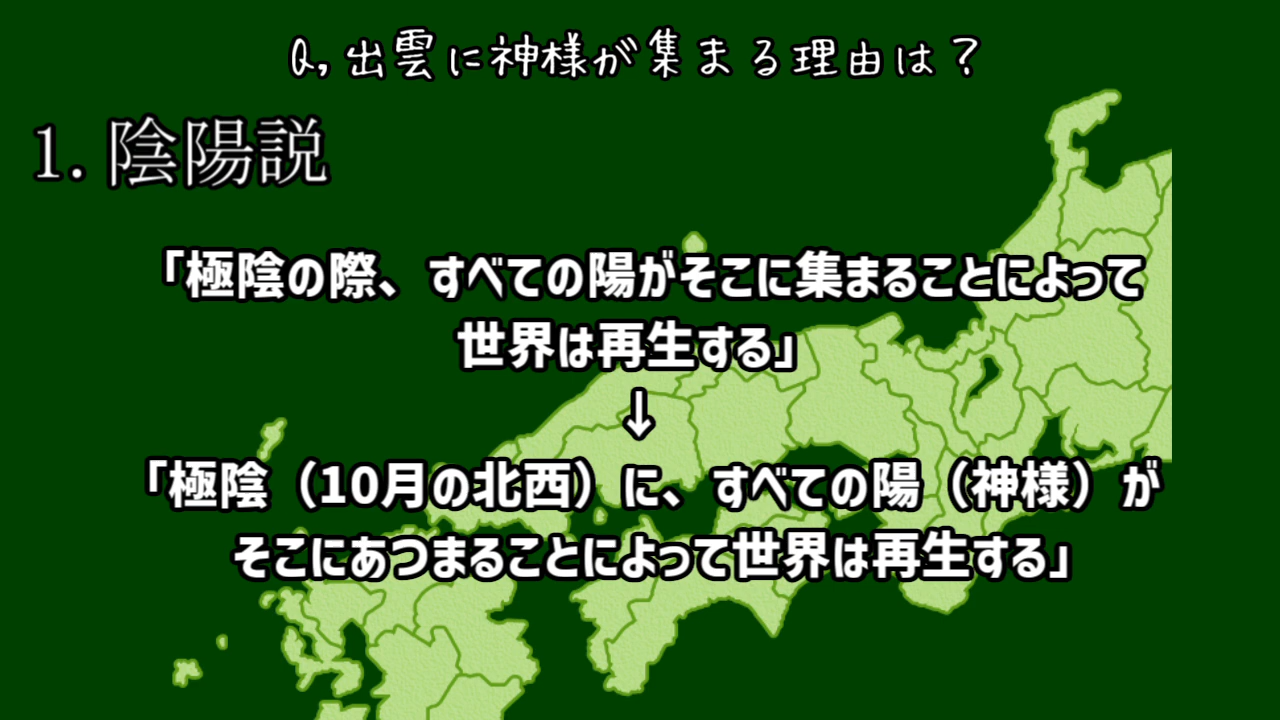 Q,出雲に神様が集まる理由は？
1.陰陽説
「極陰の際、すべての陽がそこに集まることによって
世界は再生する」
↓
「極陰（10月の北西）に、すべての陽（神様）が
そこにあつまることによって世界は再生する」